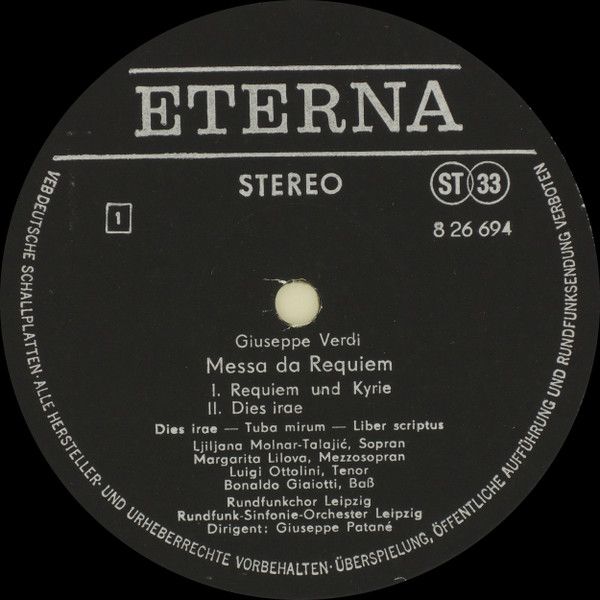 ETERNA
STEREO
ST 33
1
8 26 694
Giuseppe Verdi
Messa da Requiem
I. Requiem und Kyrie
II. Dies irae
Dies irae — Tuba mirum — Liber scriptus
Ljiljana Molnar-Talajić, Sopran
Margarita Lilova, Mezzosopran
Luigi Ottolini, Tenor
Bonaldo Giaiotti, Baß
Rundfunkchor Leipzig
Rundfunk-Sinfonie-Orchester Leipzig
Dirigent: Giuseppe Patané
VEB DEUTSCHE SCHALLPLATTEN · ALLE HERSTELLER- UND URHEBERRECHTE VORBEHALTEN · ÜBERSPIELUNG, ÖFFENTLICHE AUFFÜHRUNG UND RUNDFUNKSENDUNG VERBOTEN